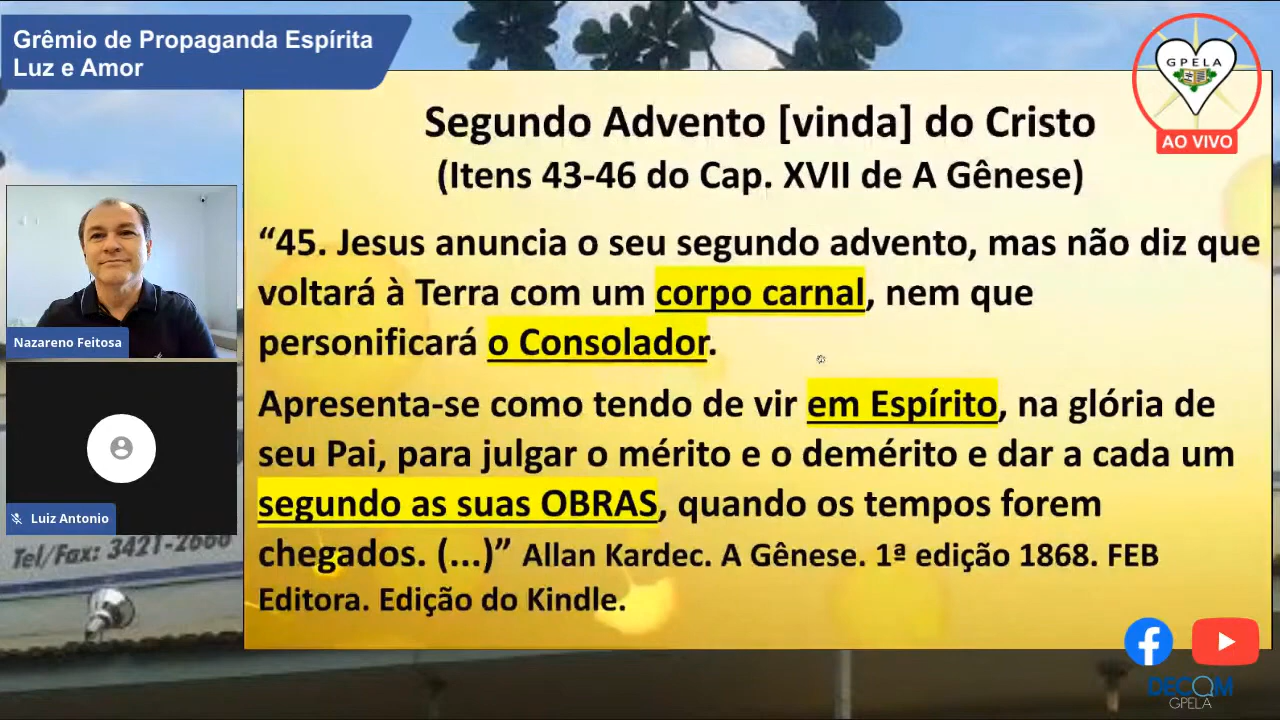 Grêmio de Propaganda Espírita
Luz e Amor
GPELA
AO VIVO
Segundo Advento [vinda] do Cristo
(Itens 43-46 do Cap. XVII de A Gênese)
“45. Jesus anuncia o seu segundo advento, mas não diz que
voltará à Terra com um corpo carnal, nem que
personificará o Consolador.
Apresenta-se como tendo de vir em Espírito, na glória de
seu Pai, para julgar o mérito e o demérito e dar a cada um
segundo as suas OBRAS, quando os tempos forem
chegados. (...)” Allan Kardec. A Gênese. 1ª edição 1868. FEB
Editora. Edição do Kindle.
Nazareno Feitosa
Luiz Antonio
Tel/Fax: 3421-2666
DECOM
GPELA